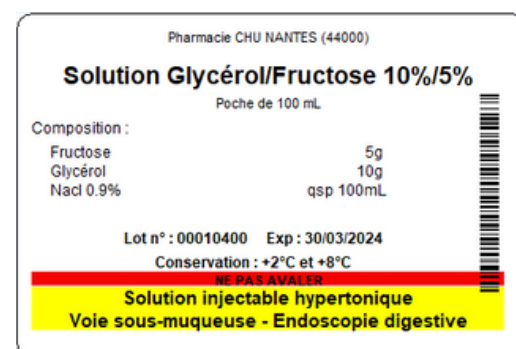 Pharmacie CHU NANTES (44000)
Solution Glycérol/Fructose 10%/5%
Poche de 100 mL
Composition :
Fructose 5g
Glycérol 10g
Nacl 0.9% qsp 100mL
Lot n° : 00010400 Exp : 30/03/2024
Conservation : +2°C et +8°C
NE PAS AVALER
Solution injectable hypertonique
Voie sous-muqueuse - Endoscopie digestive